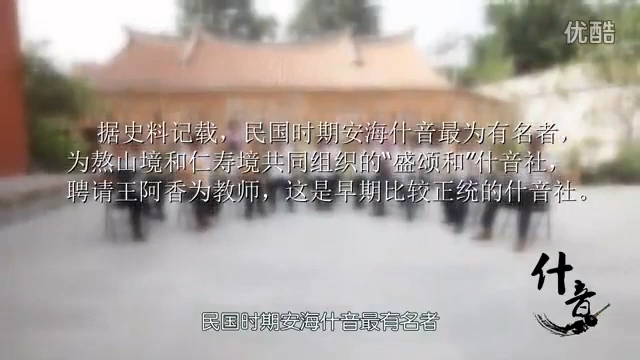 优酷
据史料记载，民国时期安海什音最为有名者，
为熬山境和仁寿境共同组织的“盛颂和”什音社，
聘请王阿香为教师，这是早期比较正统的什音社。
什音
民国时期安海什音最有名者